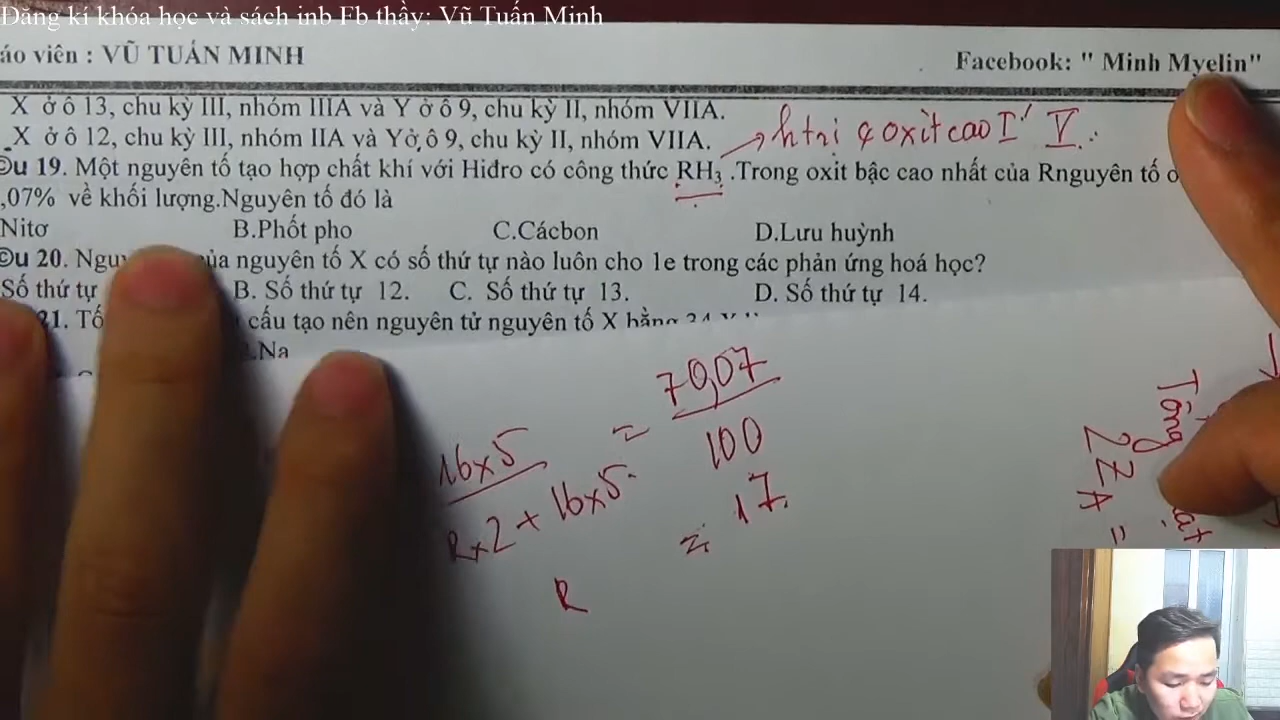 Đăng kí khóa học và sách inb Fb thầy: Vũ Tuấn Minh
áo viên : VŨ TUẤN MINH
Facebook: " Minh Myelin"
X ở ô 13, chu kỳ III, nhóm IIIA và Y ở ô 9, chu kỳ II, nhóm VIIA.
X ở ô 12, chu kỳ III, nhóm IIA và Y ở ô 9, chu kỳ II, nhóm VIIA.
V
19. Một nguyên tố tạo hợp chất khí với Hiđro có công thức RH3 .Trong oxit bậc cao nhất của Rnguyên tố o
,07% về khối lượng.Nguyên tố đó là
Nitơ B.Phốt pho C.Cácbon D.Lưu huỳnh
20. của nguyên tố X có số thứ tự nào luôn cho 1e trong các phản ứng hoá học?
Số thứ tự B. Số thứ tự 12. C. Số thứ tự 13. D. Số thứ tự 14.
21. cấu tạo nên nguyên tử nguyên tố X bằng
.Na
16x5 = 70,07
Rx2 + 16x5 100
= 17.
R
Tổng
2Z
A =